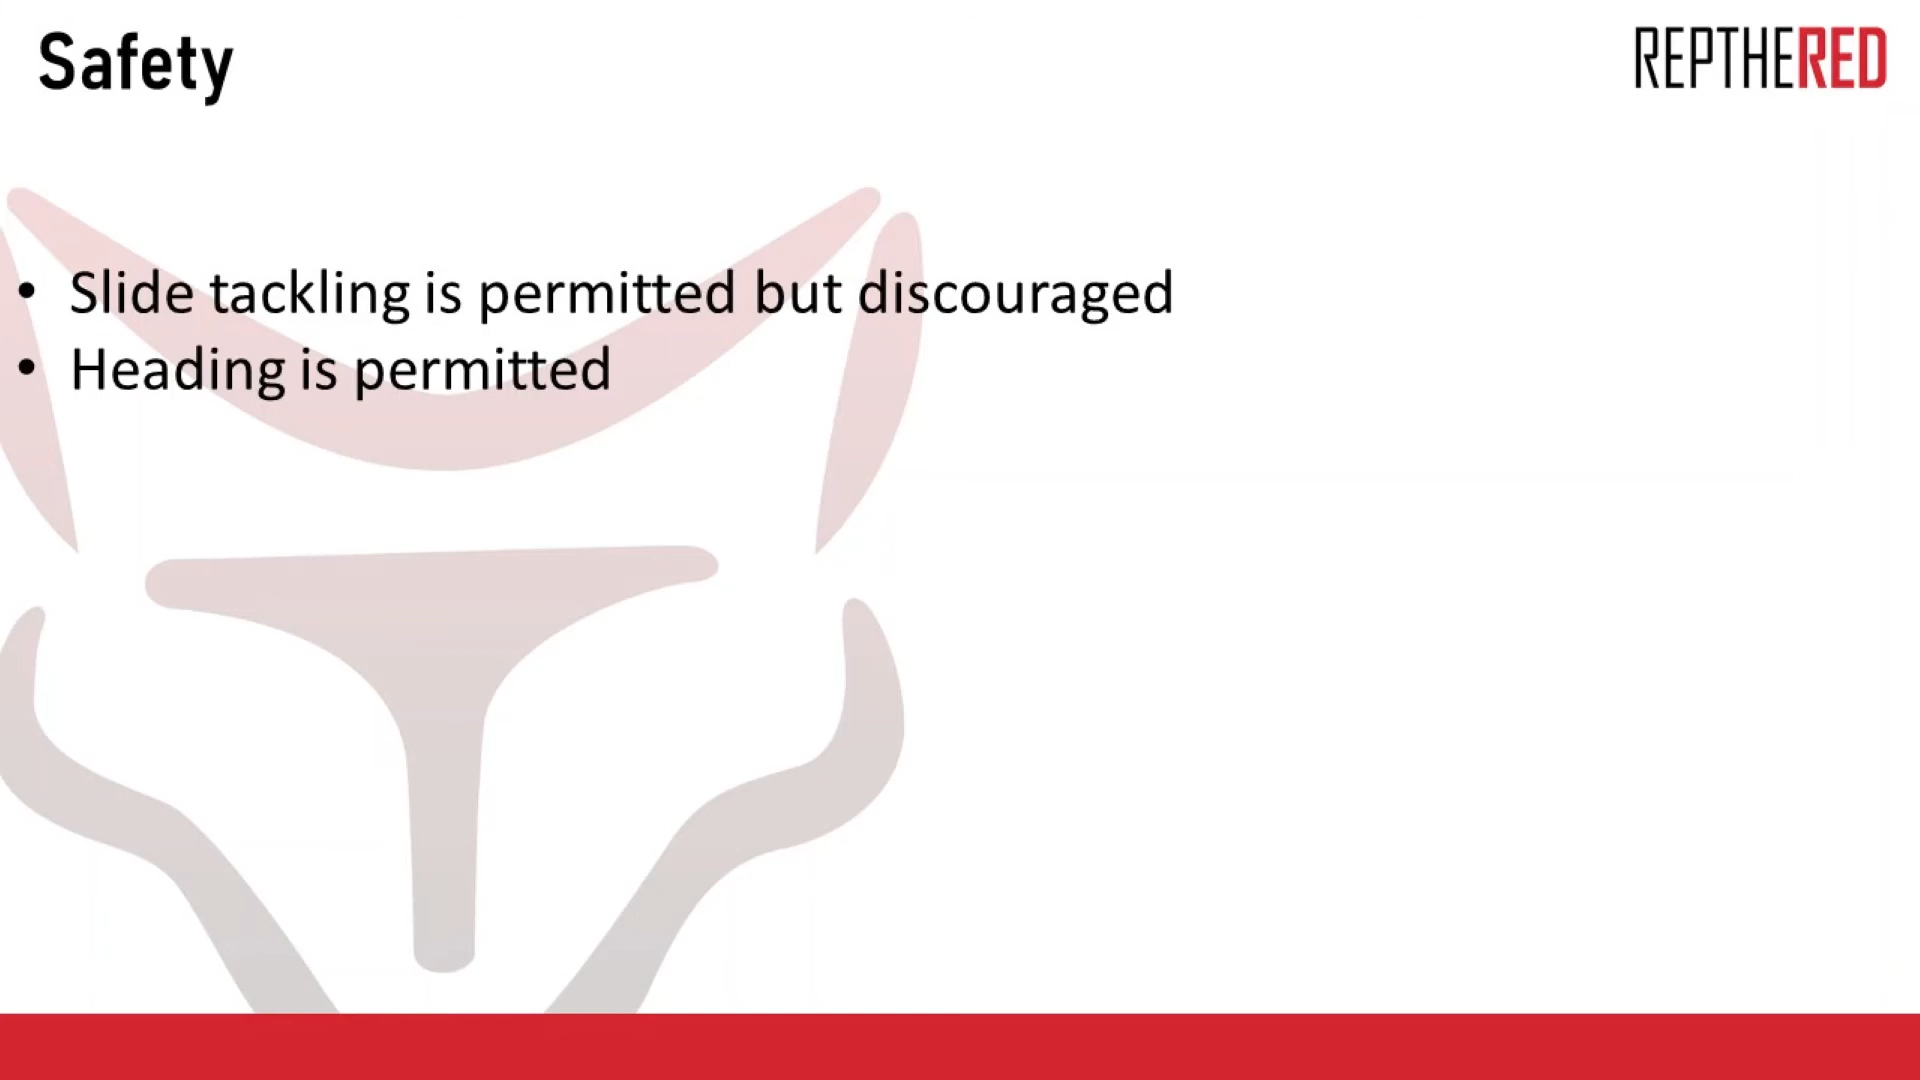 Safety
REPTHERED
• Slide tackling is permitted but discouraged
• Heading is permitted